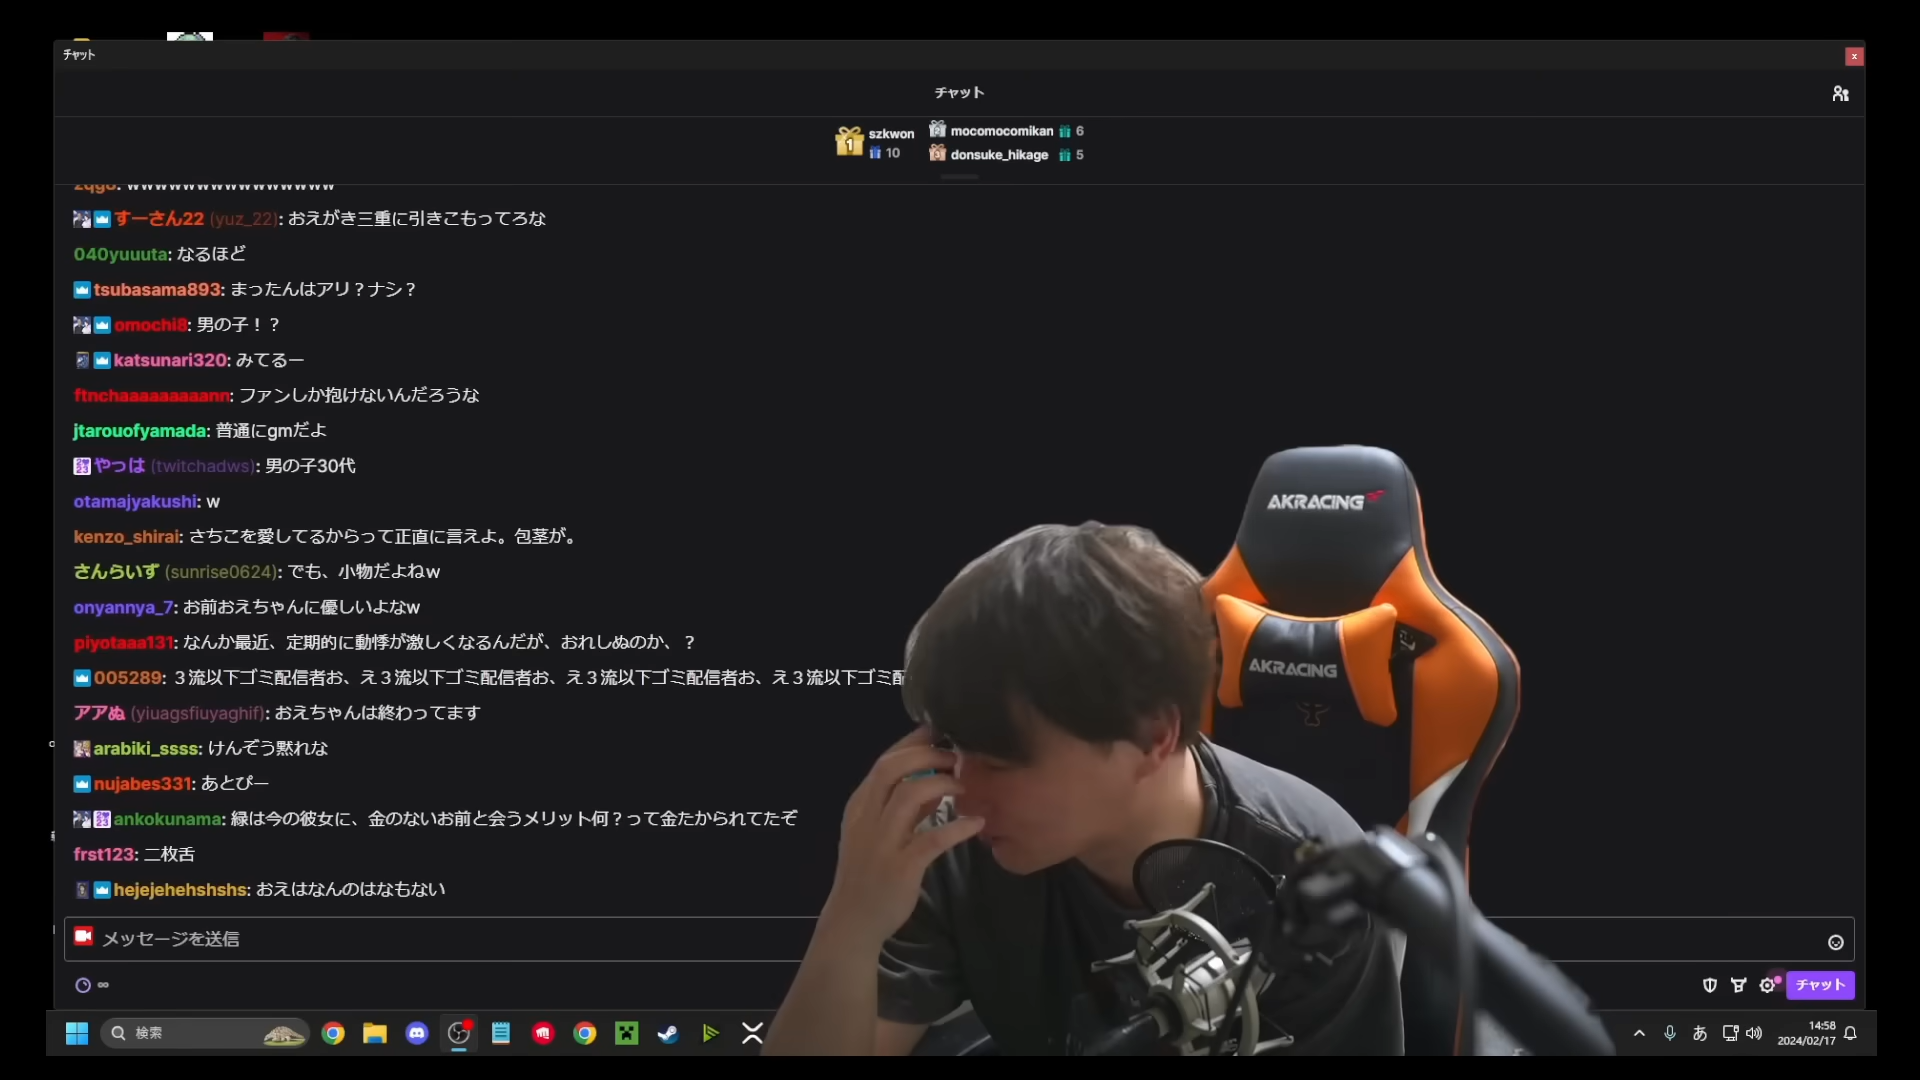 チャット
チャット
szkwon
10
mocomocomikan 6
donsuke_hikage 5
zqgo: wwwwwwwwwwwwwww
すーさん22 (yuz_22): おえがき三重に引きこもってろな
040yuuuta: なるほど
tsubasama893: まったんはアリ？ナシ？
omochi8: 男の子！？
katsunari320: みてるー
ftnchaaaaaaaaann: ファンしか抱けないんだろうな
jtarouofyamada: 普通にgmだよ
やっは (twitchadws): 男の子30代
otamajyakushi: w
kenzo_shirai: さちこを愛してるからって正直に言えよ。包茎が。
さんらいず (sunrise0624): でも、小物だよねw
onyannya_7: お前おえちゃんに優しいよなw
piyotaaa131: なんか最近、定期的に動悸が激しくなるんだが、おれしぬのか、？
005289: ３流以下ゴミ配信者お、え３流以下ゴミ配信者お、え３流以下ゴミ配信者お、え３流以下ゴミ配
アアぬ (yiuagsfiuyaghif): おえちゃんは終わってます
arabiki_ssss: けんぞう黙れな
nujabes331: あとぴー
ankokunama: 緑は今の彼女に、金のないお前と会うメリット何？って金たかられてたぞ
frst123: 二枚舌
hejejehehshshs: おえはなんのはなもない
AKRACING
AKRACING
メッセージを送信
チャット
検索
あ
14:58
2024/02/17